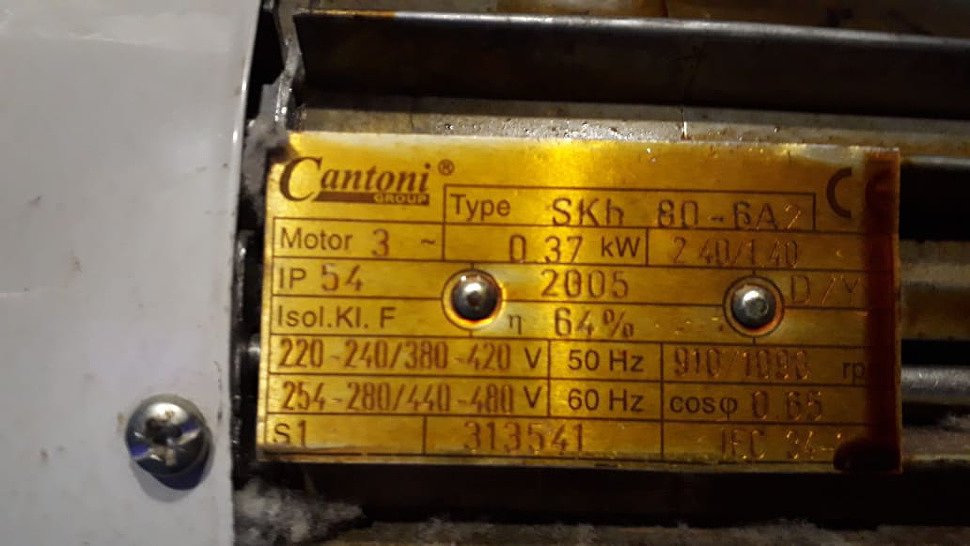 Cantoni®
GROUP
Type SKh 80-6A2
Motor 3 ~ 0.37 kW 2.40/1.40
IP 54 2005 D/Y
Isol.Kl. F η 64%
220-240/380-420 V 50 Hz 910/1090
254-280/440-480 V 60 Hz cosφ 0.65
S1 313541 IEC 34-